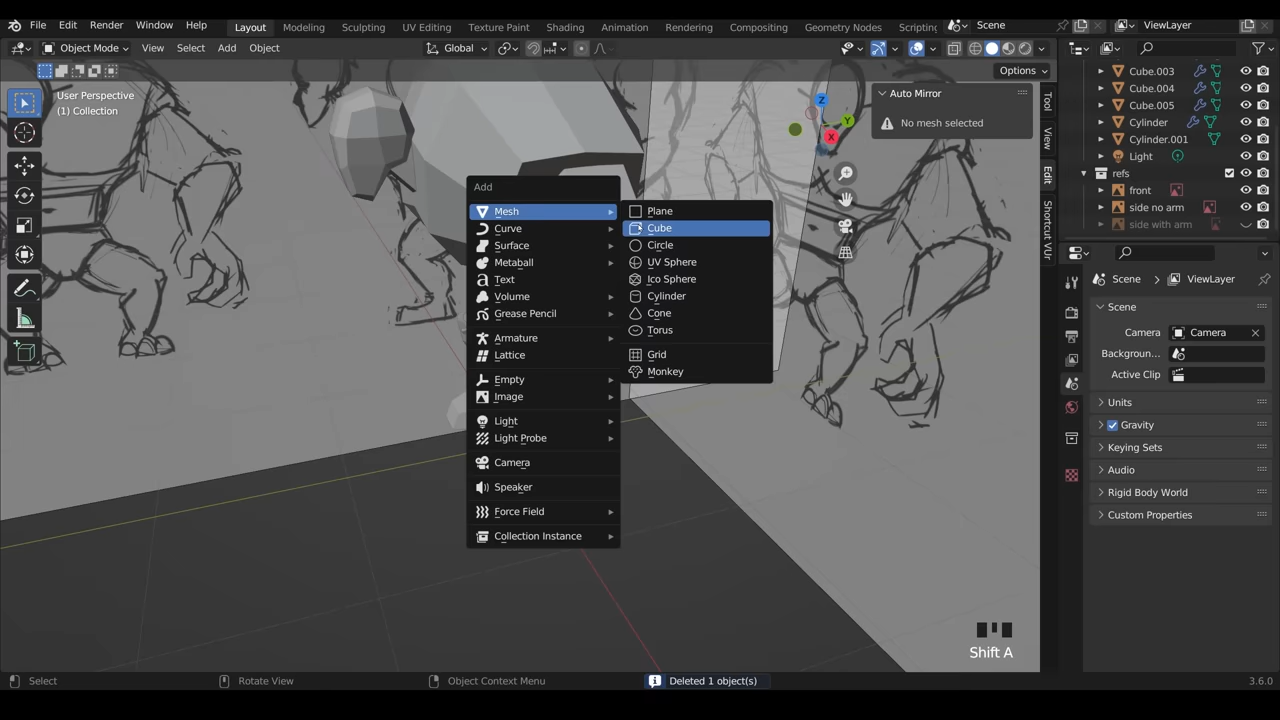 File Edit Render Window Help Layout Modeling Sculpting UV Editing Texture Paint Shading Animation Rendering Compositing Geometry Nodes Scripting Scene ViewLayer
Object Mode View Select Add Object Global
Options
User Perspective
(1) Collection
Auto Mirror
No mesh selected
Z
Y
X
Tool
View
Edit
Shortcut VUr
Add
Mesh
Curve
Surface
Metaball
Text
Volume
Grease Pencil
Armature
Lattice
Empty
Image
Light
Light Probe
Camera
Speaker
Force Field
Collection Instance
Plane
Cube
Circle
UV Sphere
Ico Sphere
Cylinder
Cone
Torus
Grid
Monkey
Cube.003
Cube.004
Cube.005
Cylinder
Cylinder.001
Light
refs
front
side no arm
side with arm
Scene ViewLayer
Scene
Camera Camera
Backgroun...
Active Clip
Units
Gravity
Keying Sets
Audio
Rigid Body World
Custom Properties
Shift A
Select Rotate View Object Context Menu Deleted 1 object(s) 3.6.0